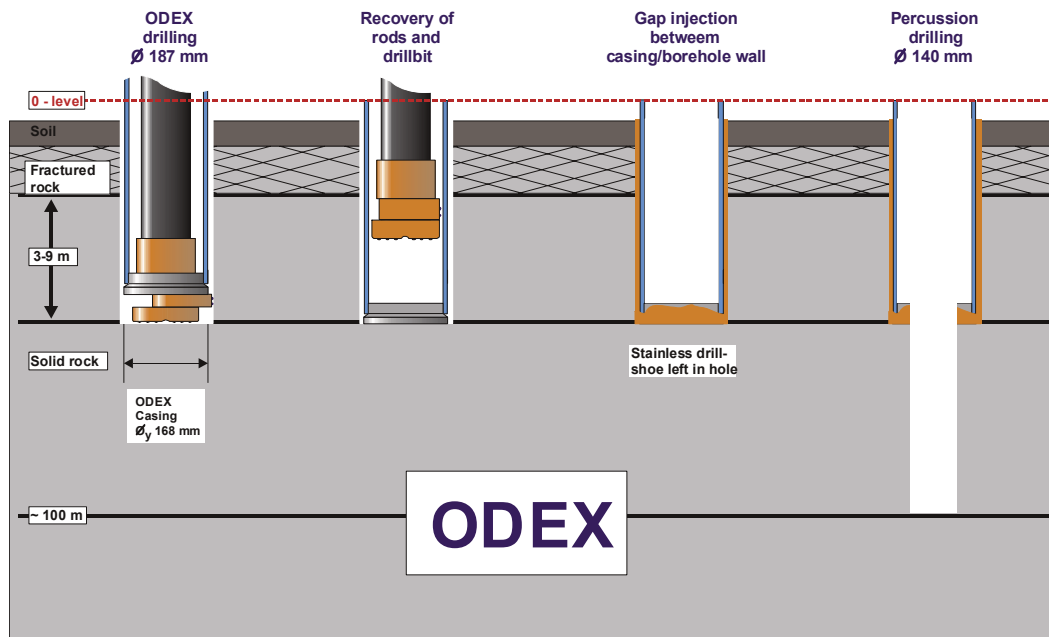 ODEX
drilling
Ø 187 mm
Recovery of
rods and
drillbit
Gap injection
betweem
casing/borehole wall
Percussion
drilling
Ø 140 mm
0 - level
Soil
Fractured
rock
3-9 m
Solid rock
ODEX
Casing
Øy 168 mm
Stainless drill-
shoe left in hole
~ 100 m
ODEX